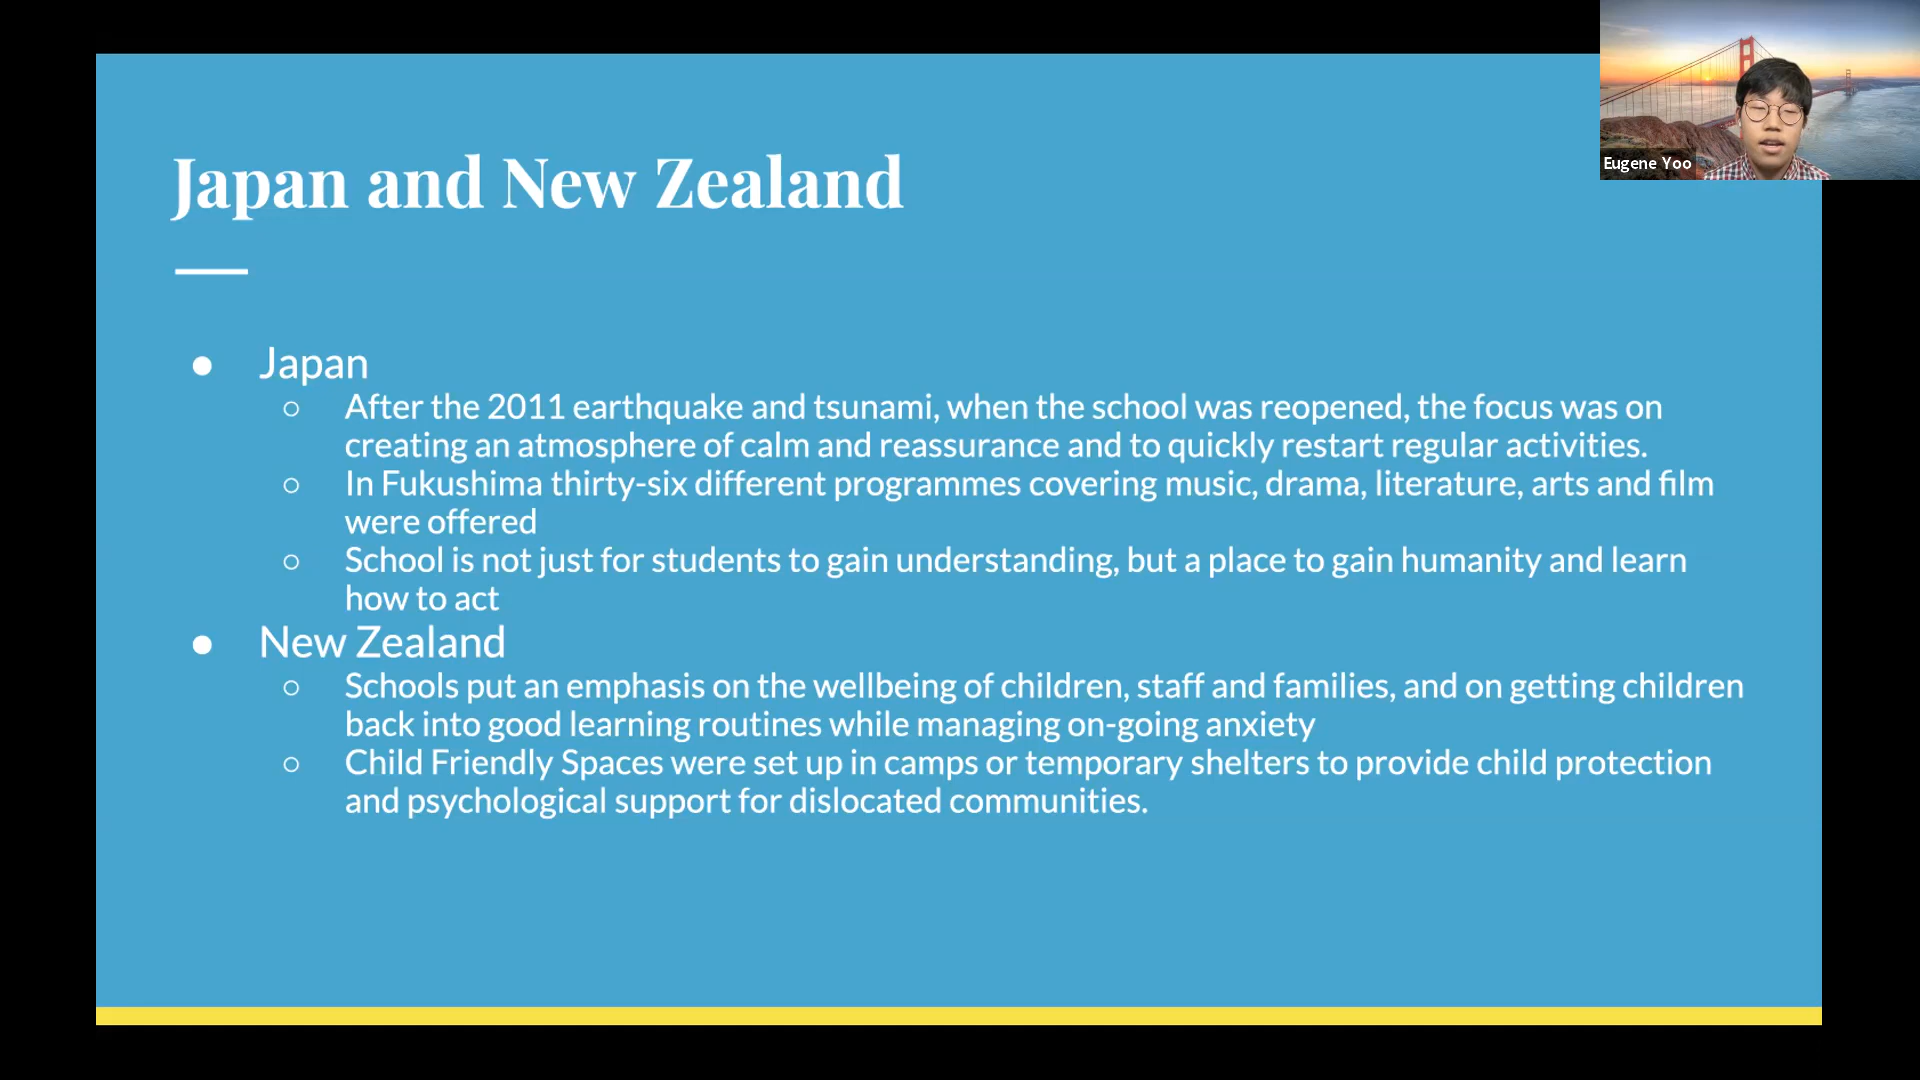 Japan and New Zealand
Eugene Yoo
● Japan
○ After the 2011 earthquake and tsunami, when the school was reopened, the focus was on
creating an atmosphere of calm and reassurance and to quickly restart regular activities.
○ In Fukushima thirty-six different programmes covering music, drama, literature, arts and film
were offered
○ School is not just for students to gain understanding, but a place to gain humanity and learn
how to act
● New Zealand
○ Schools put an emphasis on the wellbeing of children, staff and families, and on getting children
back into good learning routines while managing on-going anxiety
○ Child Friendly Spaces were set up in camps or temporary shelters to provide child protection
and psychological support for dislocated communities.